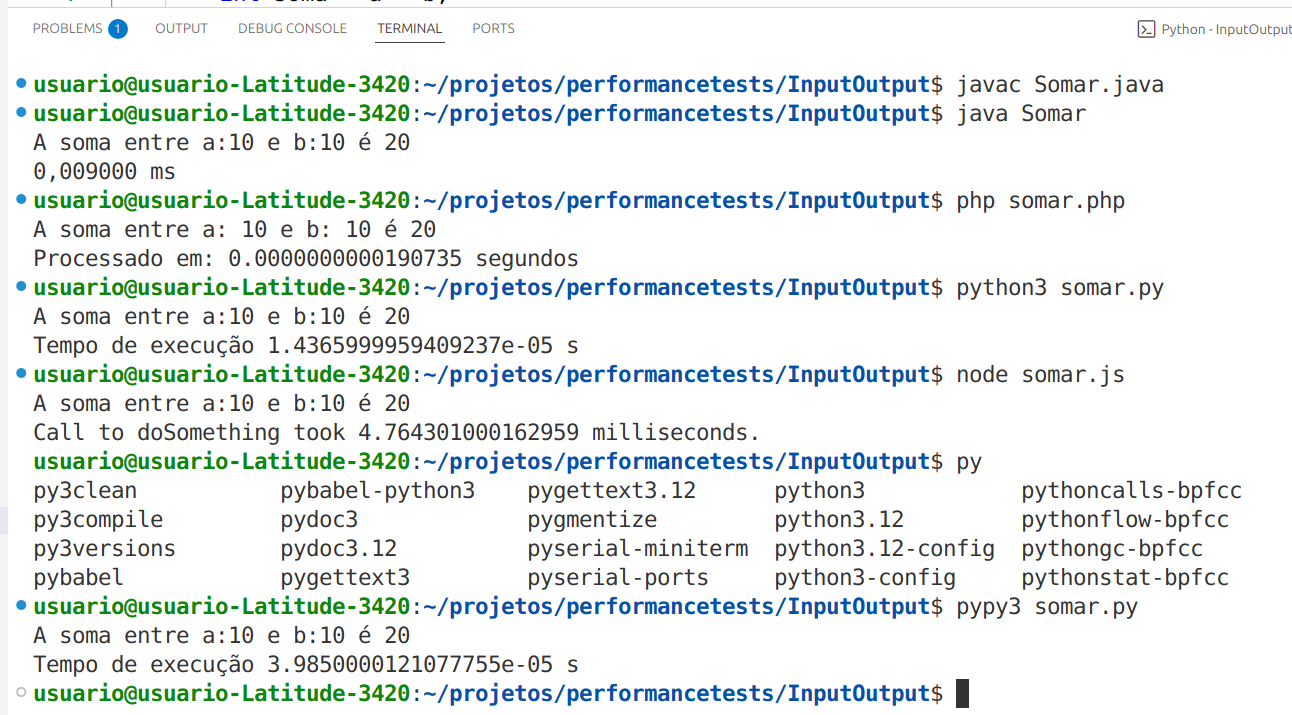 PROBLEMS 1 OUTPUT DEBUG CONSOLE TERMINAL PORTS Python - InputOutput
usuario@usuario-Latitude-3420:~/projetos/performancetests/InputOutput$ javac Somar.java
usuario@usuario-Latitude-3420:~/projetos/performancetests/InputOutput$ java Somar
A soma entre a:10 e b:10 é 20
0,009000 ms
usuario@usuario-Latitude-3420:~/projetos/performancetests/InputOutput$ php somar.php
A soma entre a: 10 e b: 10 é 20
Processado em: 0.0000000000190735 segundos
usuario@usuario-Latitude-3420:~/projetos/performancetests/InputOutput$ python3 somar.py
A soma entre a:10 e b:10 é 20
Tempo de execução 1.4365999959409237e-05 s
usuario@usuario-Latitude-3420:~/projetos/performancetests/InputOutput$ node somar.js
A soma entre a:10 e b:10 é 20
Call to doSomething took 4.764301000162959 milliseconds.
usuario@usuario-Latitude-3420:~/projetos/performancetests/InputOutput$ py
py3clean pybabel-python3 pygettext3.12 python3 pythoncalls-bpfcc
py3compile pydoc3 pygmentize python3.12 pythonflow-bpfcc
py3versions pydoc3.12 pyserial-miniterm python3.12-config pythongc-bpfcc
pybabel pygettext3 pyserial-ports python3-config pythonstat-bpfcc
usuario@usuario-Latitude-3420:~/projetos/performancetests/InputOutput$ pypy3 somar.py
A soma entre a:10 e b:10 é 20
Tempo de execução 3.9850000121077755e-05 s
usuario@usuario-Latitude-3420:~/projetos/performancetests/InputOutput$